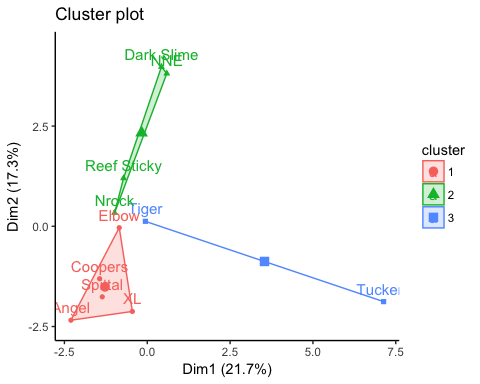 Cluster plot
Dark Slime
NNE
Reef Sticky
Nrock
Tiger
Elbow
Coopers
Spittal
XL
Angel
Tucker
2.5
0.0
-2.5
-2.5 0.0 2.5 5.0 7.5
Dim1 (21.7%)
Dim2 (17.3%)
cluster
1
2
3